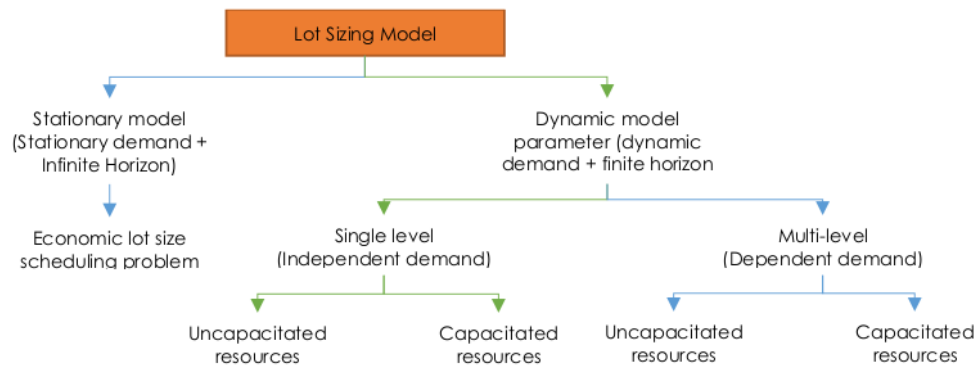 Lot Sizing Model
Stationary model
(Stationary demand +
Infinite Horizon)
Dynamic model
parameter (dynamic
demand + finite horizon
Economic lot size
scheduling problem
Single level
(Independent demand)
Multi-level
(Dependent demand)
Uncapacitated
resources
Capacitated
resources
Uncapacitated
resources
Capacitated
resources